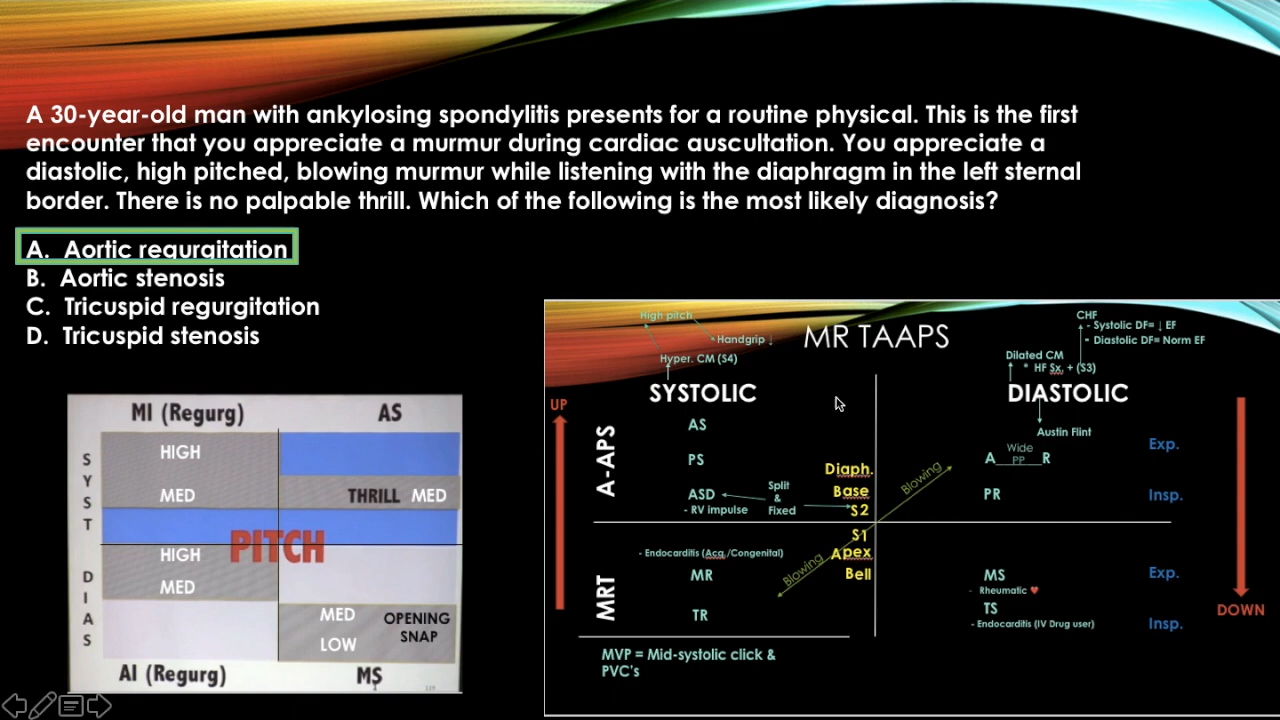 A 30-year-old man with ankylosing spondylitis presents for a routine physical. This is the first
encounter that you appreciate a murmur during cardiac auscultation. You appreciate a
diastolic, high pitched, blowing murmur while listening with the diaphragm in the left sternal
border. There is no palpable thrill. Which of the following is the most likely diagnosis?
A. Aortic regurgitation
B. Aortic stenosis
C. Tricuspid regurgitation
D. Tricuspid stenosis
MI (Regurg) AS
SYST
HIGH
MED THRILL MED
PITCH
DIAS
HIGH
MED
MED OPENING
LOW SNAP
AI (Regurg) MS
MR TAAPS
High pitch
Handgrip ↓
Hyper. CM (S4)
SYSTOLIC
CHF
- Systolic DF= ↓ EF
- Diastolic DF= Norm EF
Dilated CM
* HF Sx, + (S3)
DIASTOLIC
UP
A-APS
AS
PS
ASD
- RV impulse
Split
&
Fixed
Diaph.
Base
S2
Blowing
Austin Flint
Wide
A PP R
PR
Exp.
Insp.
MRT
- Endocarditis (Acq./Congenital)
MR
TR
Blowing
S1
Apex
Bell
MS
- Rheumatic ♥
TS
- Endocarditis (IV Drug user)
Exp.
Insp.
DOWN
MVP = Mid-systolic click &
PVC's